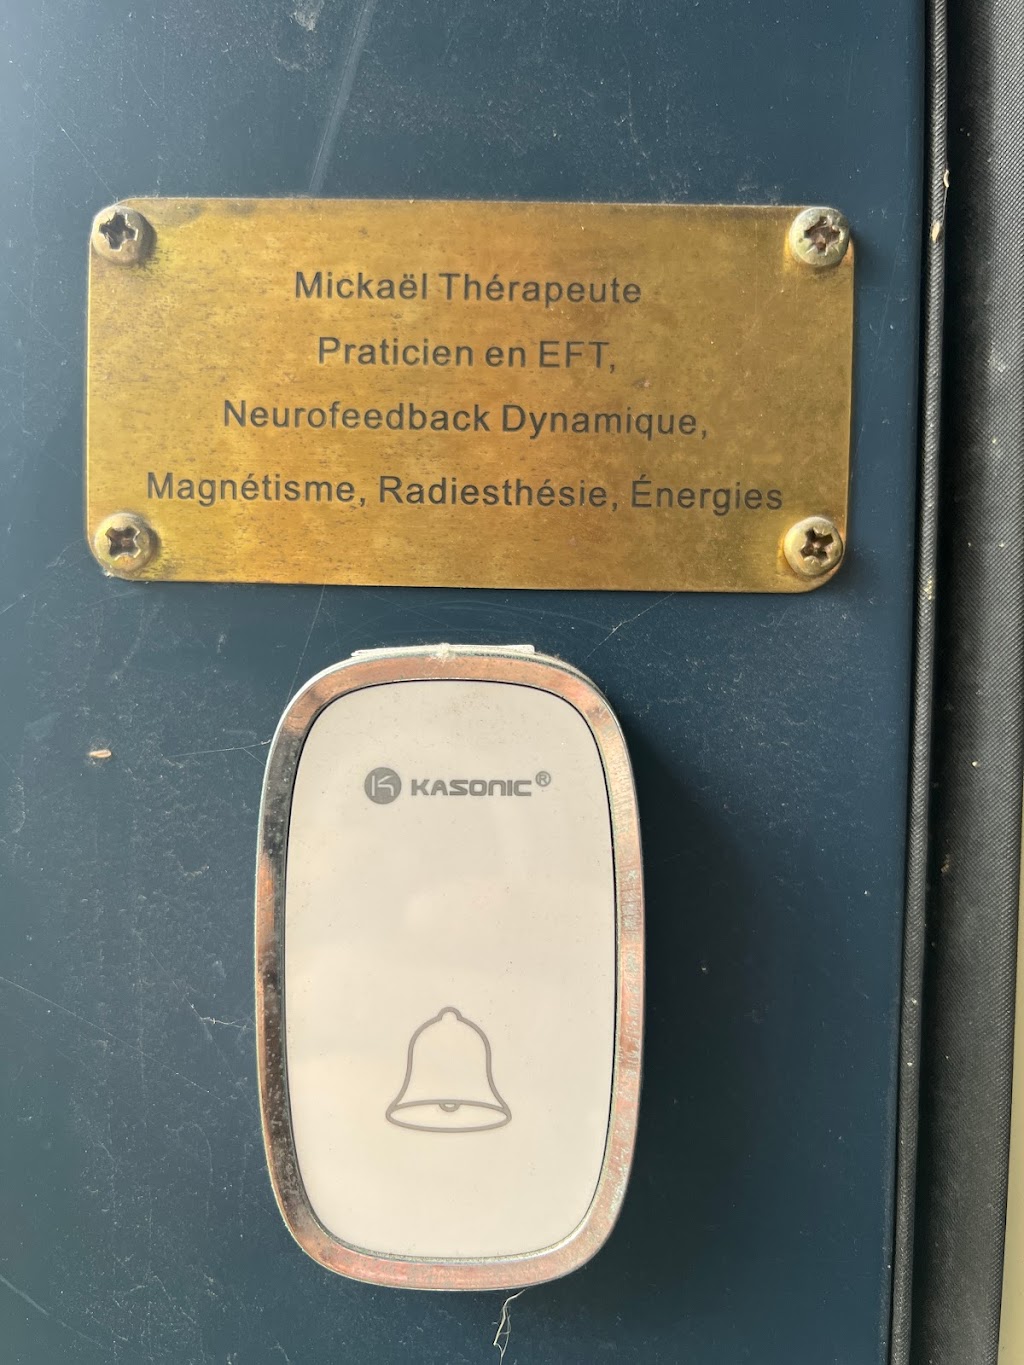 Mickaël Thérapeute
Praticien en EFT,
Neurofeedback Dynamique,
Magnétisme, Radiesthésie, Énergies
K KASONIC®